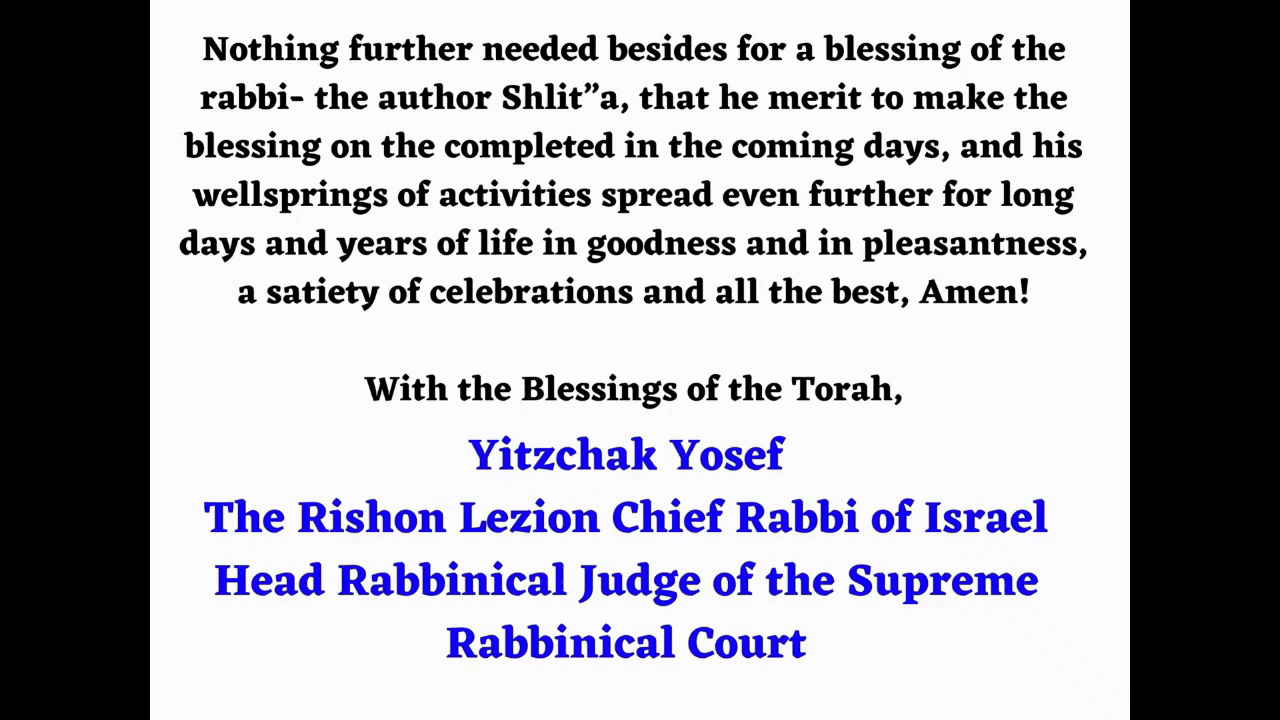 Nothing further needed besides for a blessing of the
rabbi- the author Shlit”a, that he merit to make the
blessing on the completed in the coming days, and his
wellsprings of activities spread even further for long
days and years of life in goodness and in pleasantness,
a satiety of celebrations and all the best, Amen!
With the Blessings of the Torah,
Yitzchak Yosef
The Rishon Lezion Chief Rabbi of Israel
Head Rabbinical Judge of the Supreme
Rabbinical Court